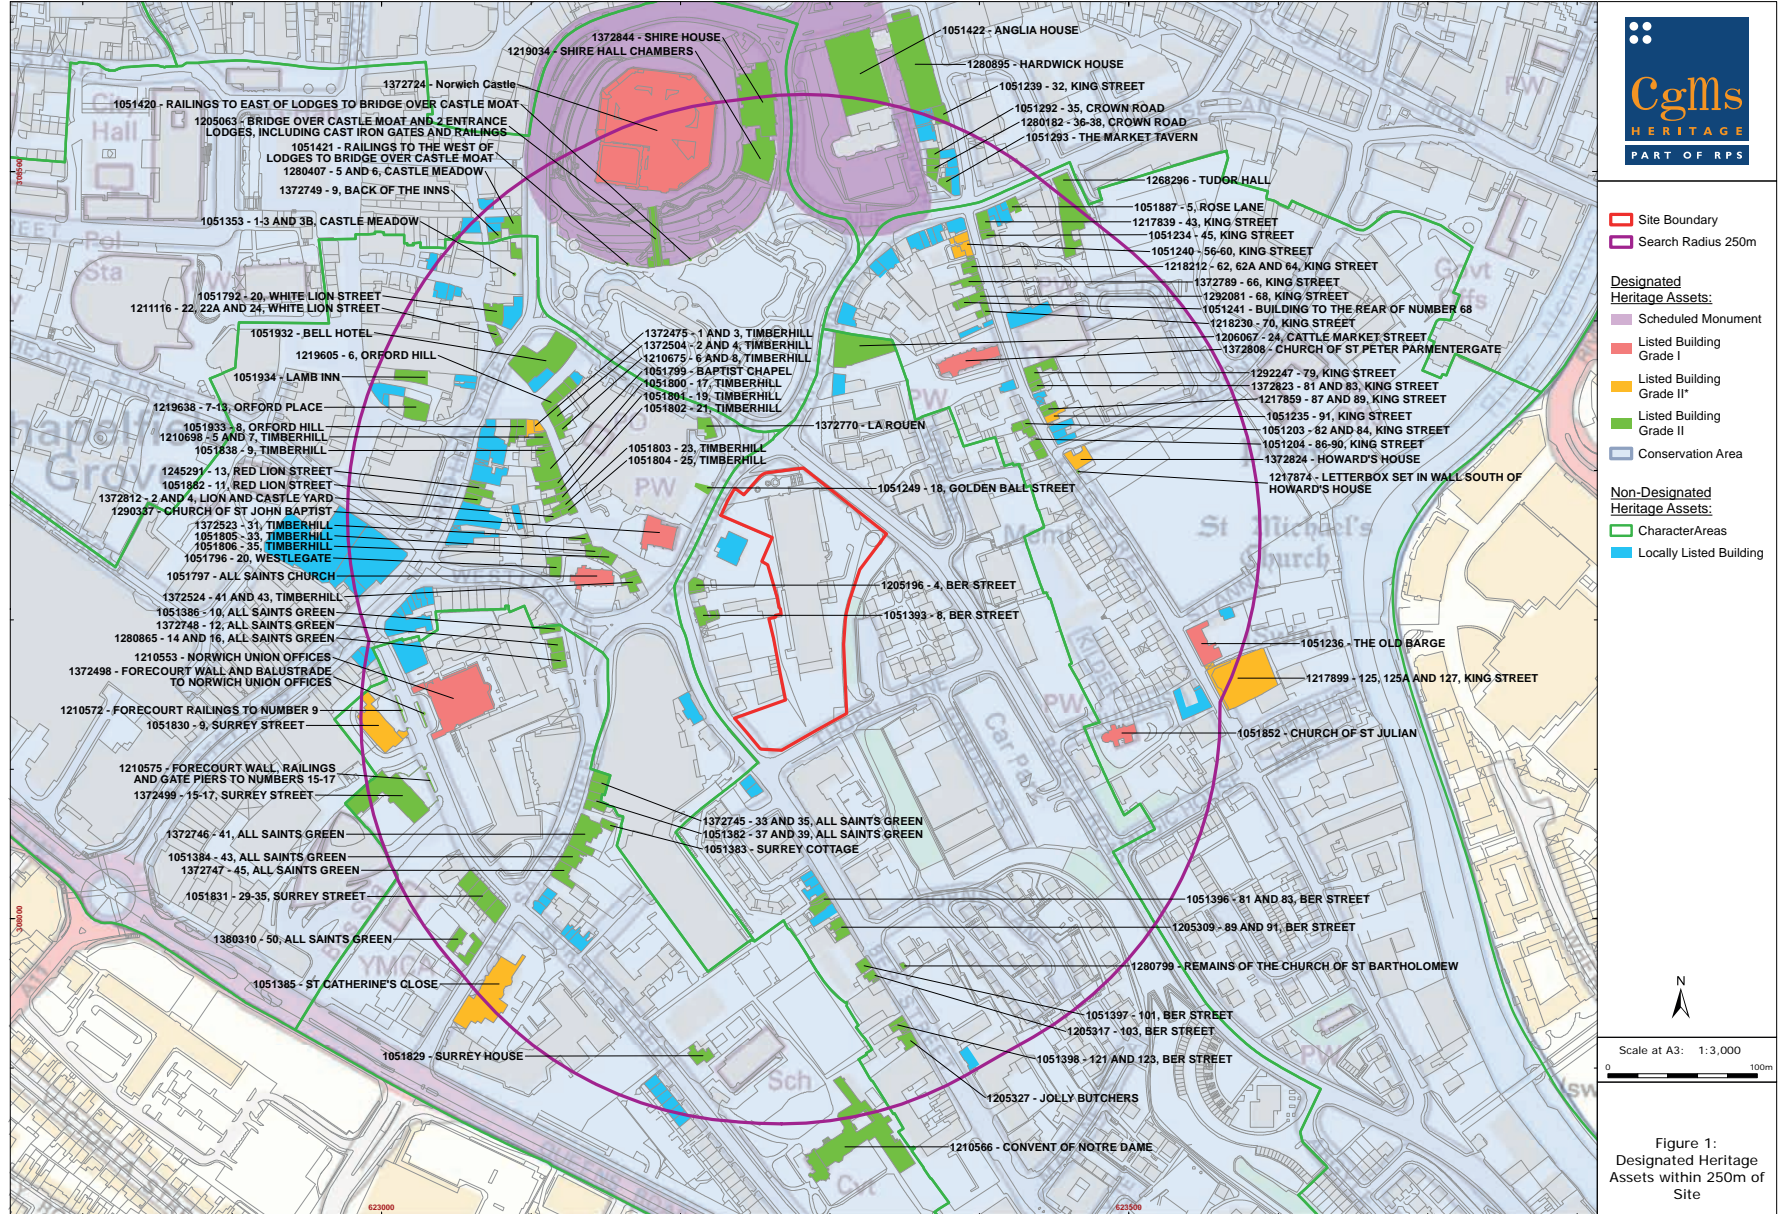 1372844 - SHIRE HOUSE
1219034 - SHIRE HALL CHAMBERS
1372724 - Norwich Castle
1051420 - RAILINGS TO EAST OF LODGES TO BRIDGE OVER CASTLE MOAT
1205063 - BRIDGE OVER CASTLE MOAT AND 2 ENTRANCE
LODGES, INCLUDING CAST IRON GATES AND RAILINGS
1051421 - RAILINGS TO THE WEST OF
LODGES TO BRIDGE OVER CASTLE MOAT
1280407 - 5 AND 6, CASTLE MEADOW
1372749 - 9, BACK OF THE INNS
1051353 - 1-3 AND 3B, CASTLE MEADOW
1051792 - 20, WHITE LION STREET
1211116 - 22, 22A AND 24, WHITE LION STREET
1051932 - BELL HOTEL
1219605 - 6, ORFORD HILL
1051934 - LAMB INN
1219638 - 7-13, ORFORD PLACE
1051933 - 8, ORFORD HILL
1210698 - 5 AND 7, TIMBERHILL
1051838 - 9, TIMBERHILL
1245291 - 13, RED LION STREET
1051882 - 11, RED LION STREET
1372812 - 2 AND 4, LION AND CASTLE YARD
1290337 - CHURCH OF ST JOHN BAPTIST
1372523 - 31, TIMBERHILL
1051805 - 33, TIMBERHILL
1051806 - 35, TIMBERHILL
1051796 - 20, WESTLEGATE
1051797 - ALL SAINTS CHURCH
1372524 - 41 AND 43, TIMBERHILL
1051386 - 10, ALL SAINTS GREEN
1372748 - 12, ALL SAINTS GREEN
1280865 - 14 AND 16, ALL SAINTS GREEN
1210553 - NORWICH UNION OFFICES
1372498 - FORECOURT WALL AND BALUSTRADE
TO NORWICH UNION OFFICES
1210572 - FORECOURT RAILINGS TO NUMBER 9
1051830 - 9, SURREY STREET
1210575 - FORECOURT WALL, RAILINGS
AND GATE PIERS TO NUMBERS 15-17
1372499 - 15-17, SURREY STREET
1372746 - 41, ALL SAINTS GREEN
1051384 - 43, ALL SAINTS GREEN
1372747 - 45, ALL SAINTS GREEN
1051831 - 29-35, SURREY STREET
1380310 - 50, ALL SAINTS GREEN
1051385 - ST CATHERINE'S CLOSE
1051829 - SURREY HOUSE
1372475 - 1 AND 3, TIMBERHILL
1372504 - 2 AND 4, TIMBERHILL
1210675 - 6 AND 8, TIMBERHILL
1051799 - BAPTIST CHAPEL
1051800 - 17, TIMBERHILL
1051801 - 19, TIMBERHILL
1051802 - 21, TIMBERHILL
1051803 - 23, TIMBERHILL
1051804 - 25, TIMBERHILL
1372770 - LA ROUEN
1051249 - 18, GOLDEN BALL STREET
1205196 - 4, BER STREET
1051393 - 8, BER STREET
1372745 - 33 AND 35, ALL SAINTS GREEN
1051382 - 37 AND 39, ALL SAINTS GREEN
1051383 - SURREY COTTAGE
1051422 - ANGLIA HOUSE
1280895 - HARDWICK HOUSE
1051239 - 32, KING STREET
1051292 - 35, CROWN ROAD
1280182 - 36-38, CROWN ROAD
1051293 - THE MARKET TAVERN
1268296 - TUDOR HALL
1051887 - 5, ROSE LANE
1217839 - 43, KING STREET
1051234 - 45, KING STREET
1051240 - 56-60, KING STREET
1218212 - 62, 62A AND 64, KING STREET
1372789 - 66, KING STREET
1292081 - 68, KING STREET
1051241 - BUILDING TO THE REAR OF NUMBER 68
1218230 - 70, KING STREET
1206067 - 24, CATTLE MARKET STREET
1372808 - CHURCH OF ST PETER PARMENTERGATE
1292247 - 79, KING STREET
1372823 - 81 AND 83, KING STREET
1217859 - 87 AND 89, KING STREET
1051235 - 91, KING STREET
1051203 - 82 AND 84, KING STREET
1051204 - 86-90, KING STREET
1372824 - HOWARD'S HOUSE
1217874 - LETTERBOX SET IN WALL SOUTH OF
HOWARD'S HOUSE
1051236 - THE OLD BARGE
1217899 - 125, 125A AND 127, KING STREET
1051852 - CHURCH OF ST JULIAN
1051396 - 81 AND 83, BER STREET
1205309 - 89 AND 91, BER STREET
1280799 - REMAINS OF THE CHURCH OF ST BARTHOLOMEW
1051397 - 101, BER STREET
1205317 - 103, BER STREET
1051398 - 121 AND 123, BER STREET
1205327 - JOLLY BUTCHERS
1210566 - CONVENT OF NOTRE DAME
City
Hall
Pol
Sta
PW
PW
PW
PW
PW
PW
St Michael's
Church
Car Park
YMCA
Sch
Cvt
308500
308000
623000
623500
CgMs
HERITAGE
PART OF RPS
Site Boundary
Search Radius 250m
Designated
Heritage Assets:
Scheduled Monument
Listed Building
Grade I
Listed Building
Grade II*
Listed Building
Grade II
Conservation Area
Non-Designated
Heritage Assets:
CharacterAreas
Locally Listed Building
N
Scale at A3: 1:3,000
0 100m
Figure 1:
Designated Heritage
Assets within 250m of
Site